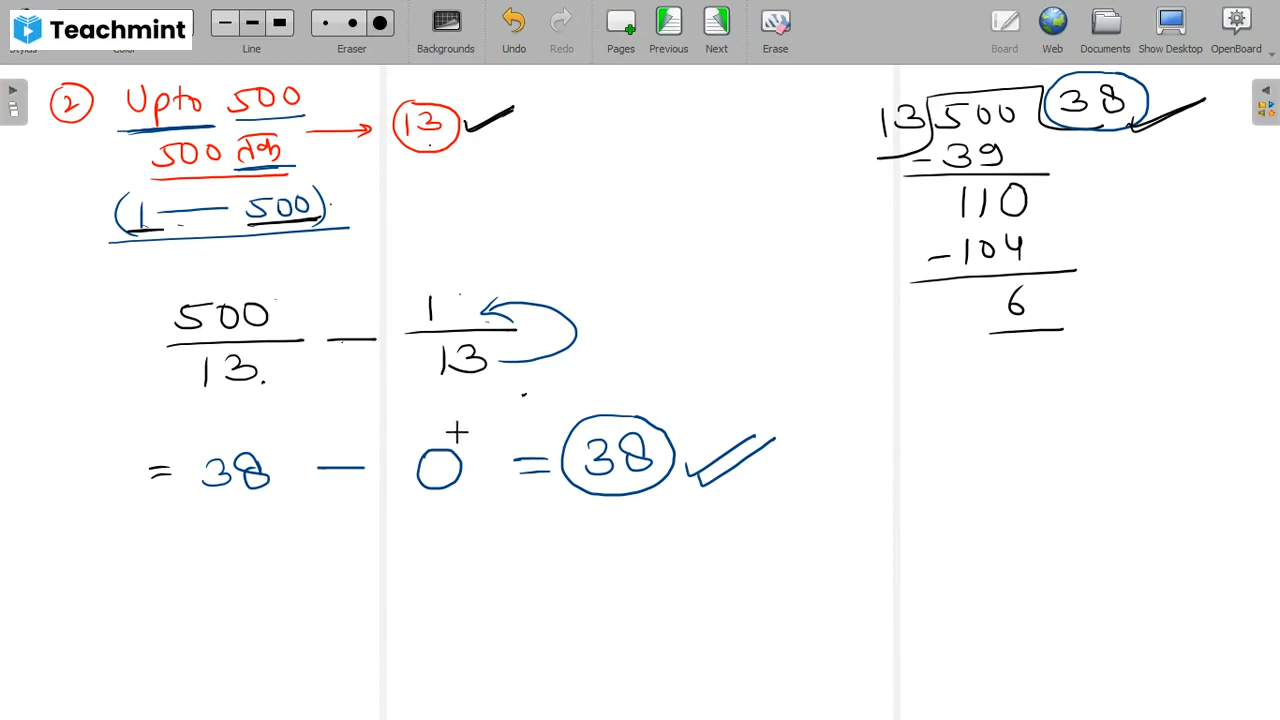 Teachmint
Line
Eraser
Backgrounds
Undo
Redo
Pages
Previous
Next
Erase
Board
Web
Documents
Show Desktop
OpenBoard
② Upto 500
500 तक → 13 ✓
(1 — 500)
500/13 — 1/13
= 38 — 0 = 38 ✓
13 500 38 ✓
- 39
110
- 104
6